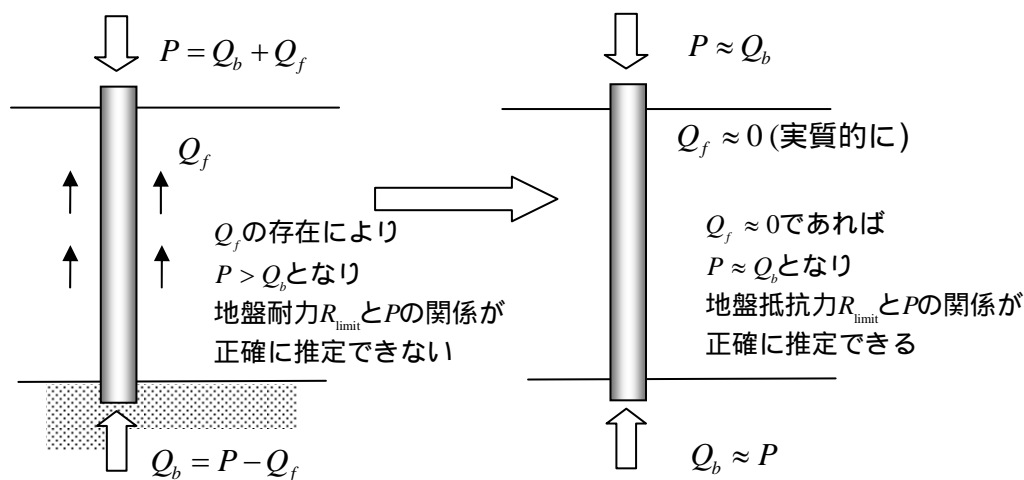 P = Q_b + Q_f
Q_f
Q_fの存在により
P > Q_bとなり
地盤耐力R_limitとPの関係が
正確に推定できない
Q_b = P − Q_f
P ≈ Q_b
Q_f ≈ 0 (実質的に)
Q_f ≈ 0であれば
P ≈ Q_bとなり
地盤抵抗力R_limitとPの関係が
正確に推定できる
Q_b ≈ P